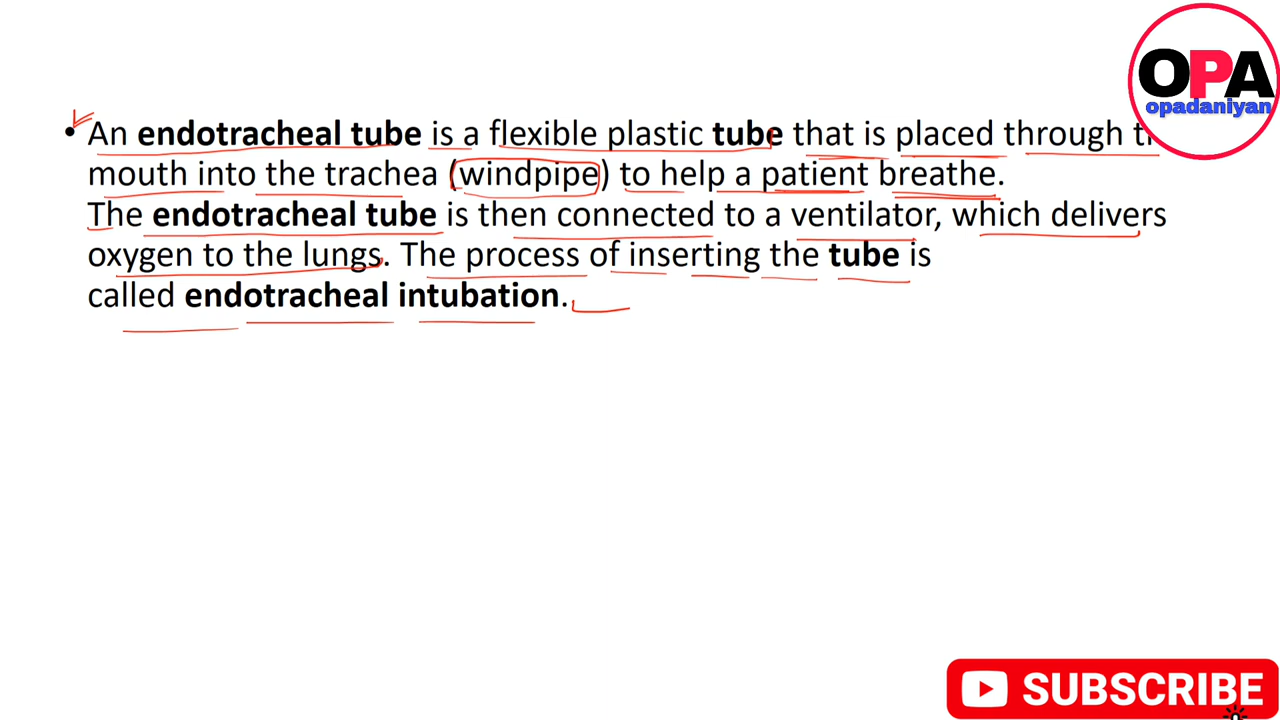 OPA
opadaniyan
• An endotracheal tube is a flexible plastic tube that is placed through
mouth into the trachea (windpipe) to help a patient breathe.
The endotracheal tube is then connected to a ventilator, which delivers
oxygen to the lungs. The process of inserting the tube is
called endotracheal intubation.
SUBSCRIBE